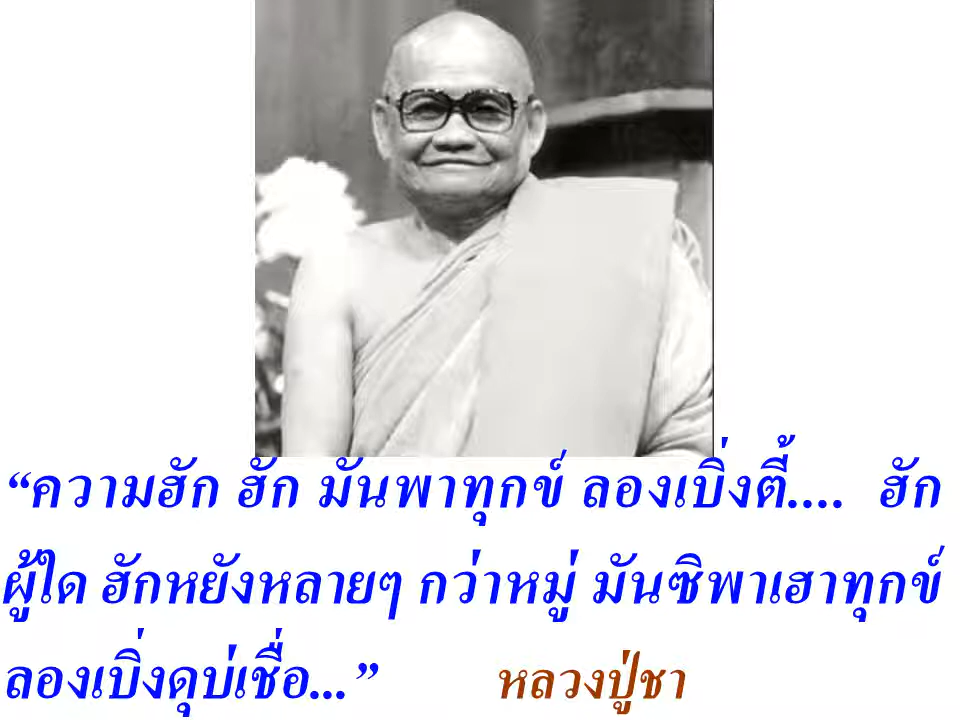 “ความฮัก ฮัก มันพาทุกข์ ลองเบิ่งตี้.... ฮัก
ผู้ใด ฮักหยังหลายๆ กว่าหมู่ มันซิพาเฮาทุกข์
ลองเบิ่งดุบ่เชื่อ...” หลวงปู่ชา